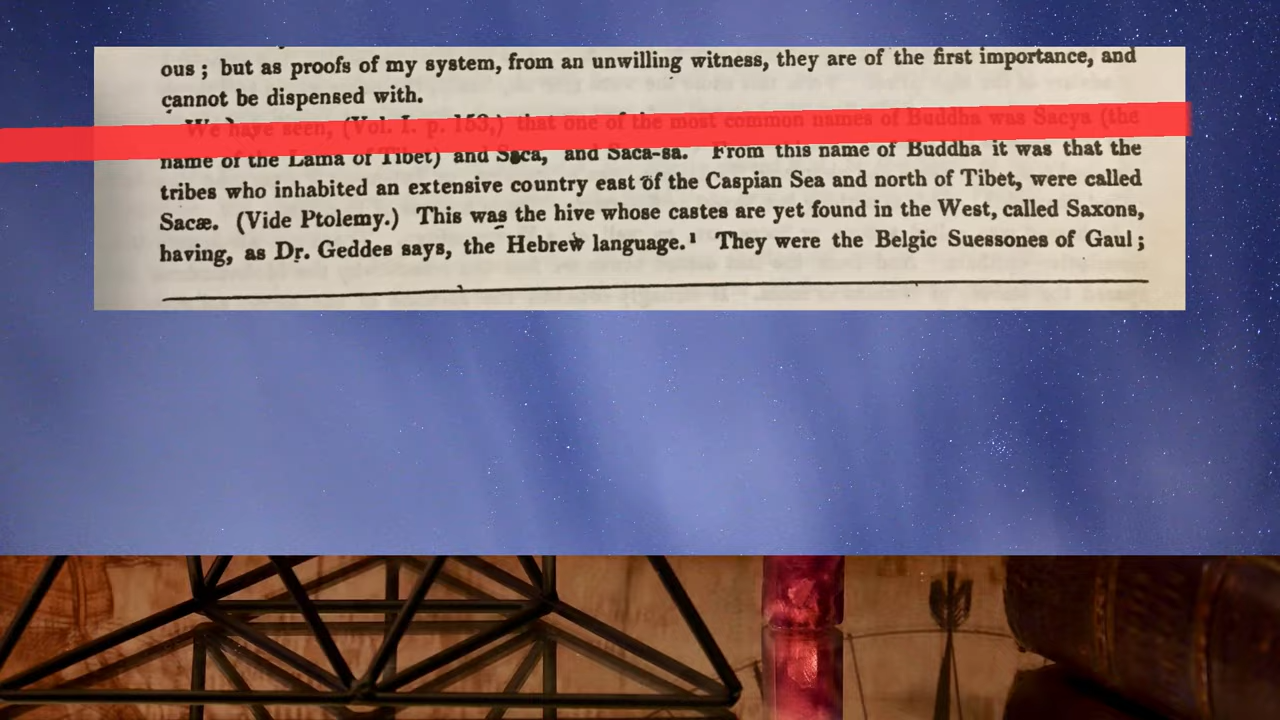 ous; but as proofs of my system, from an unwilling witness, they are of the first importance, and
cannot be dispensed with.
We have seen, (Vol. I. p. 153,) that one of the most common names of Buddha was Sacya (the
name of the Lama of Tibet) and Saca, and Saca-sa. From this name of Buddha it was that the
tribes who inhabited an extensive country east of the Caspian Sea and north of Tibet, were called
Sacæ. (Vide Ptolemy.) This was the hive whose castes are yet found in the West, called Saxons,
having, as Dr. Geddes says, the Hebrew language.¹ They were the Belgic Suessones of Gaul;